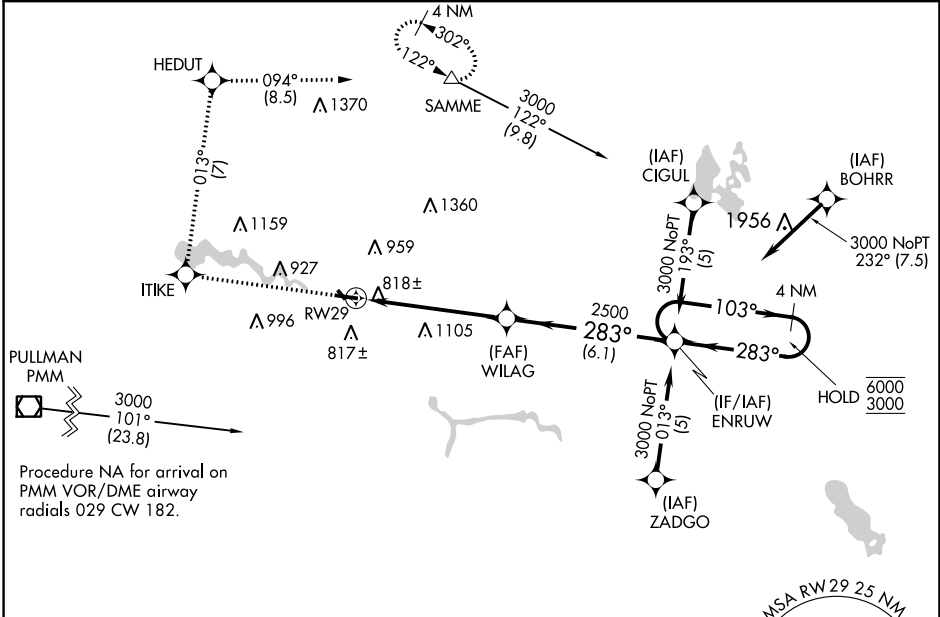 4 NM
302°
122°
HEDUT
094°
(8.5)
1370
SAMME
3000
122°
(9.8)
013°
(7)
(IAF)
CIGUL
(IAF)
BOHRR
1956
3000 NoPT
232° (7.5)
1159
1360
959
927
818±
3000 NoPT
193°
(5)
ITIKE
RW29
996
817±
1105
(FAF)
WILAG
2500
283°
(6.1)
103°
4 NM
283°
HOLD
6000
3000
(IF/IAF)
ENRUW
PULLMAN
PMM
3000
101°
(23.8)
3000 NoPT
013°
(5)
(IAF)
ZADGO
Procedure NA for arrival on
PMM VOR/DME airway
radials 029 CW 182.
MSA RW29 25 NM